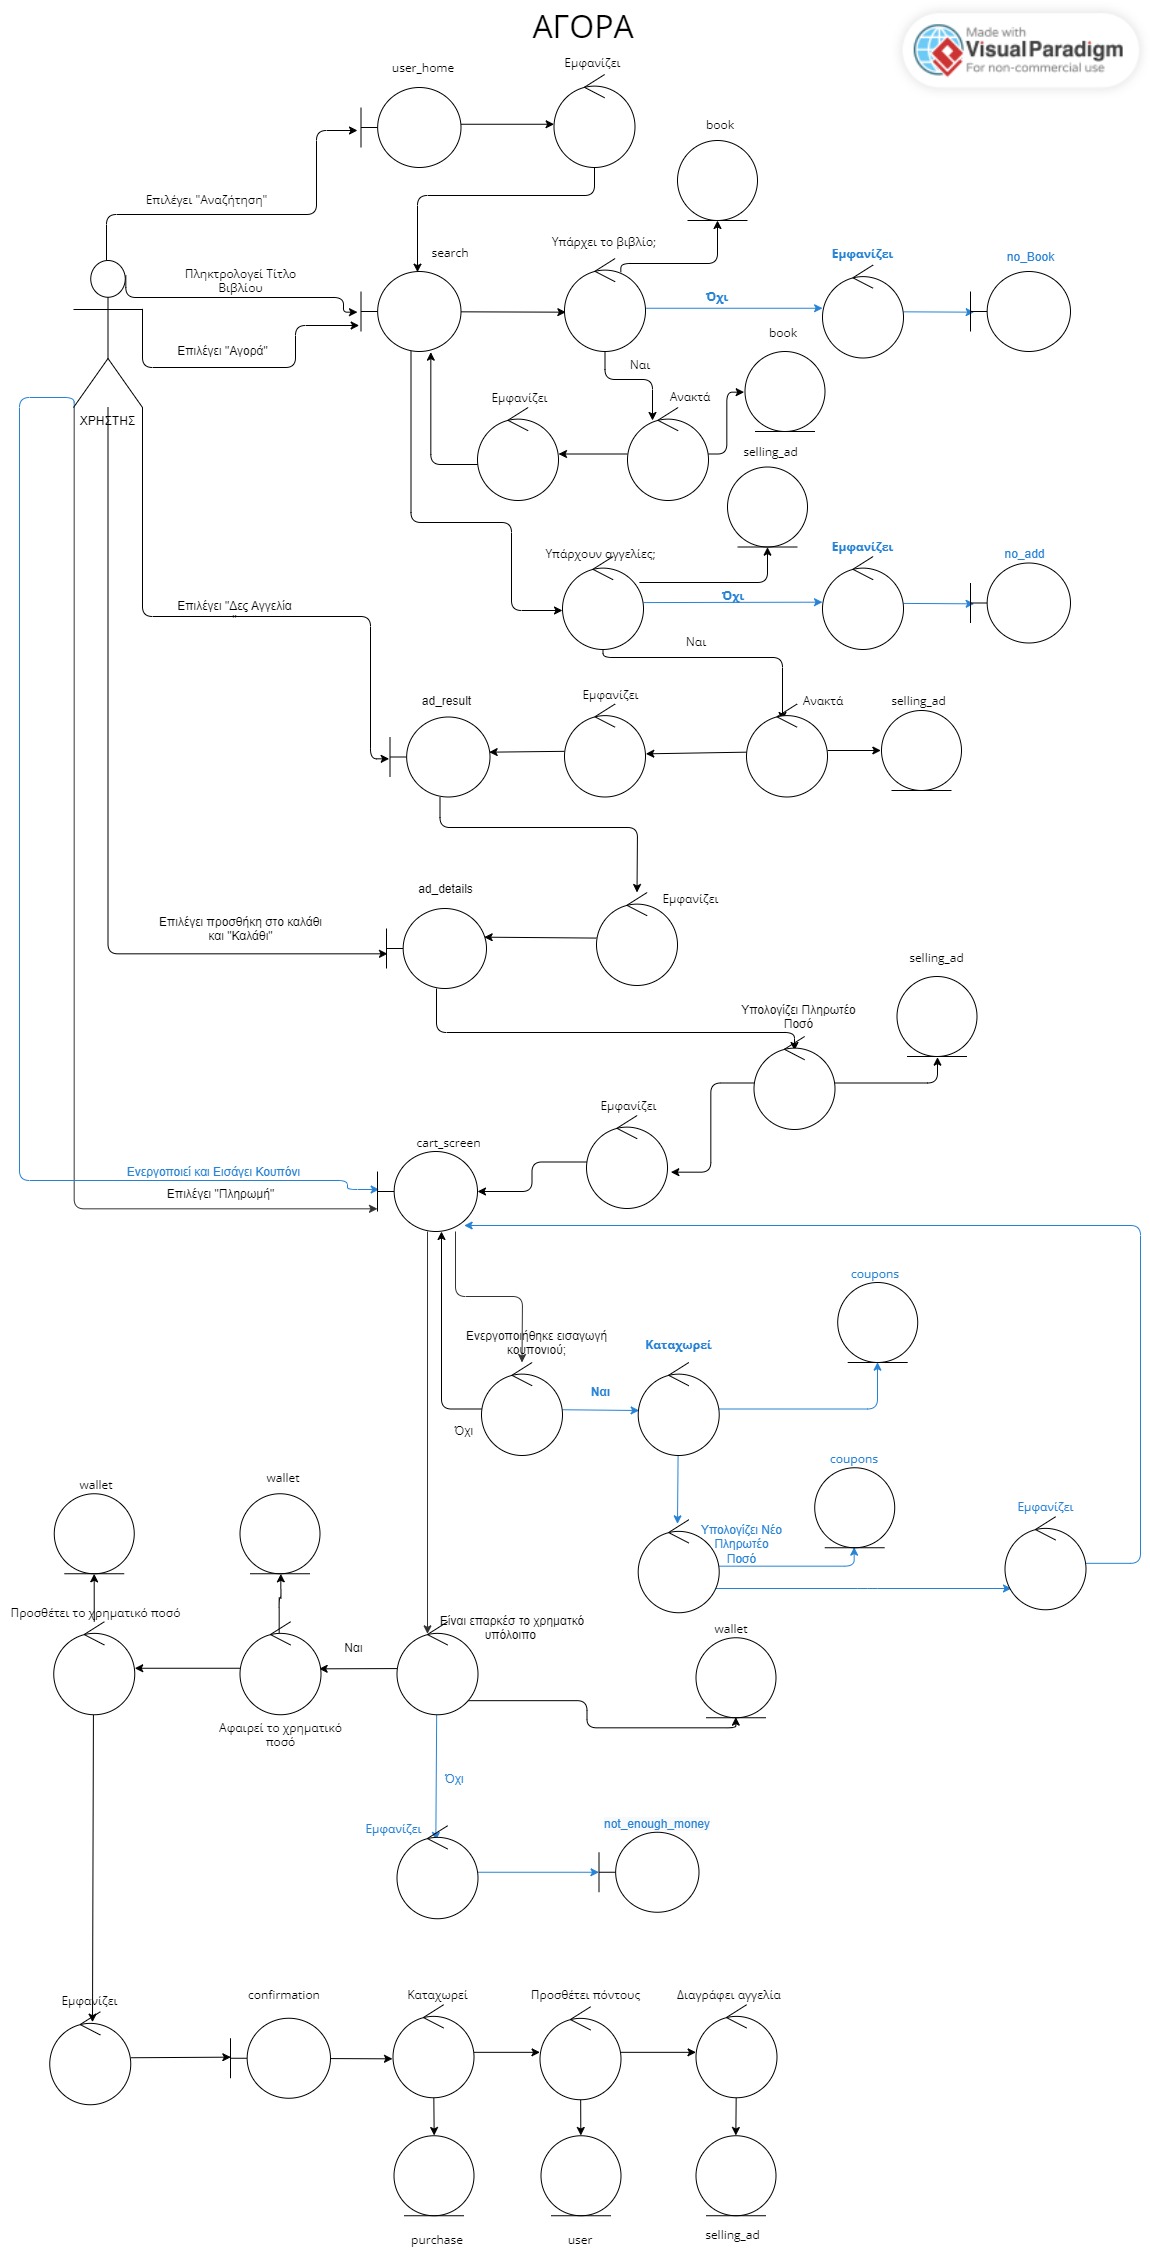 ΑΓΟΡΑ
Made with
VisualParadigm
For non-commercial use
user_home
Εμφανίζει
book
Επιλέγει "Αναζήτηση"
search
Υπάρχει το βιβλίο;
Εμφανίζει
no_Book
Πληκτρολογεί Τίτλο
Βιβλίου
Όχι
book
Επιλέγει "Αγορά"
Ναι
Εμφανίζει
Ανακτά
ΧΡΗΣΤΗΣ
selling_ad
Υπάρχουν αγγελίες;
Εμφανίζει
no_add
Όχι
Επιλέγει "Δες Αγγελία
"
Ναι
ad_result
Εμφανίζει
Ανακτά
selling_ad
ad_details
Εμφανίζει
Επιλέγει προσθήκη στο καλάθι
και "Καλάθι"
selling_ad
Υπολογίζει Πληρωτέο
Ποσό
Εμφανίζει
cart_screen
Ενεργοποιεί και Εισάγει Κουπόνι
Επιλέγει "Πληρωμή"
coupons
Ενεργοποιήθηκε εισαγωγή
κουπονιού;
Καταχωρεί
Ναι
Όχι
coupons
wallet
wallet
Εμφανίζει
Υπολογίζει Νέο
Πληρωτέο
Ποσό
Προσθέτει το χρηματικό ποσό
Είναι επαρκέσ το χρηματκό
υπόλοιπο
wallet
Ναι
Αφαιρεί το χρηματικό
ποσό
Όχι
Εμφανίζει
not_enough_money
Εμφανίζει
confirmation
Καταχωρεί
Προσθέτει πόντους
Διαγράφει αγγελία
purchase
user
selling_ad